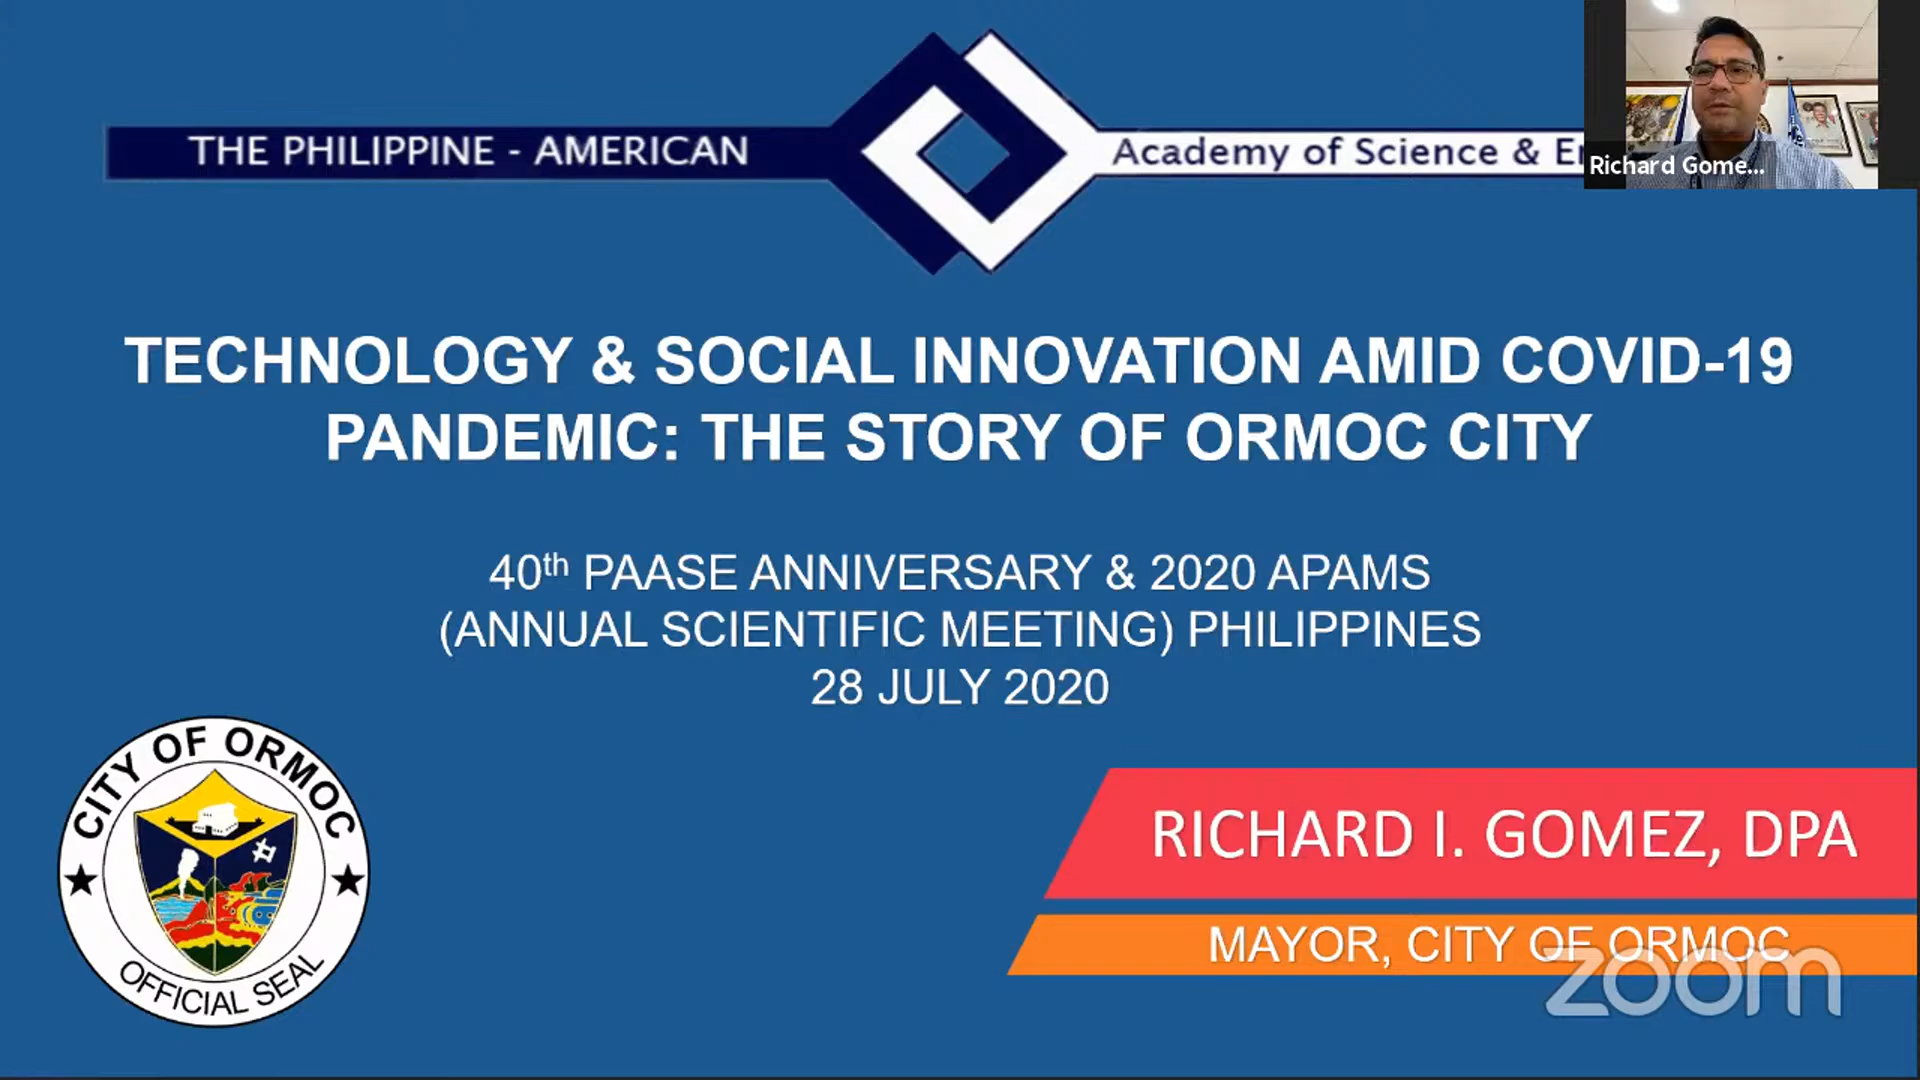 THE PHILIPPINE - AMERICAN
Academy of Science &
Richard Gome...
TECHNOLOGY & SOCIAL INNOVATION AMID COVID-19
PANDEMIC: THE STORY OF ORMOC CITY
40th PAASE ANNIVERSARY & 2020 APAMS
(ANNUAL SCIENTIFIC MEETING) PHILIPPINES
28 JULY 2020
CITY OF ORMOC
OFFICIAL SEAL
RICHARD I. GOMEZ, DPA
MAYOR, CITY OF ORMOC
zoom